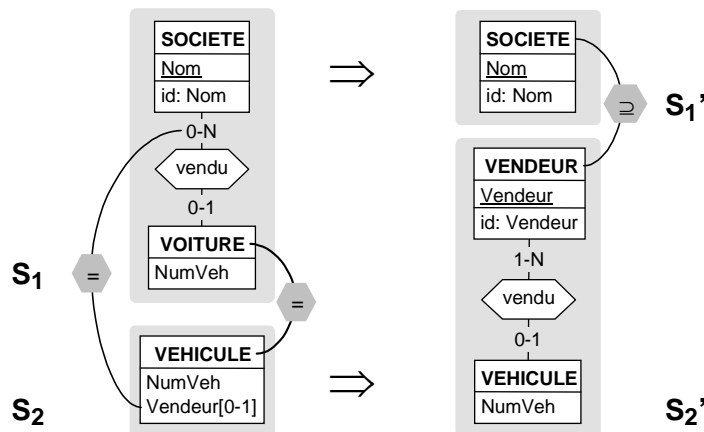 SOCIETE
Nom
id: Nom
0-N
vendu
0-1
VOITURE
NumVeh
S1
=
=
VEHICULE
NumVeh
Vendeur[0-1]
S2
⇒
⇒
SOCIETE
Nom
id: Nom
⊇
S1’
VENDEUR
Vendeur
id: Vendeur
1-N
vendu
0-1
VEHICULE
NumVeh
S2’